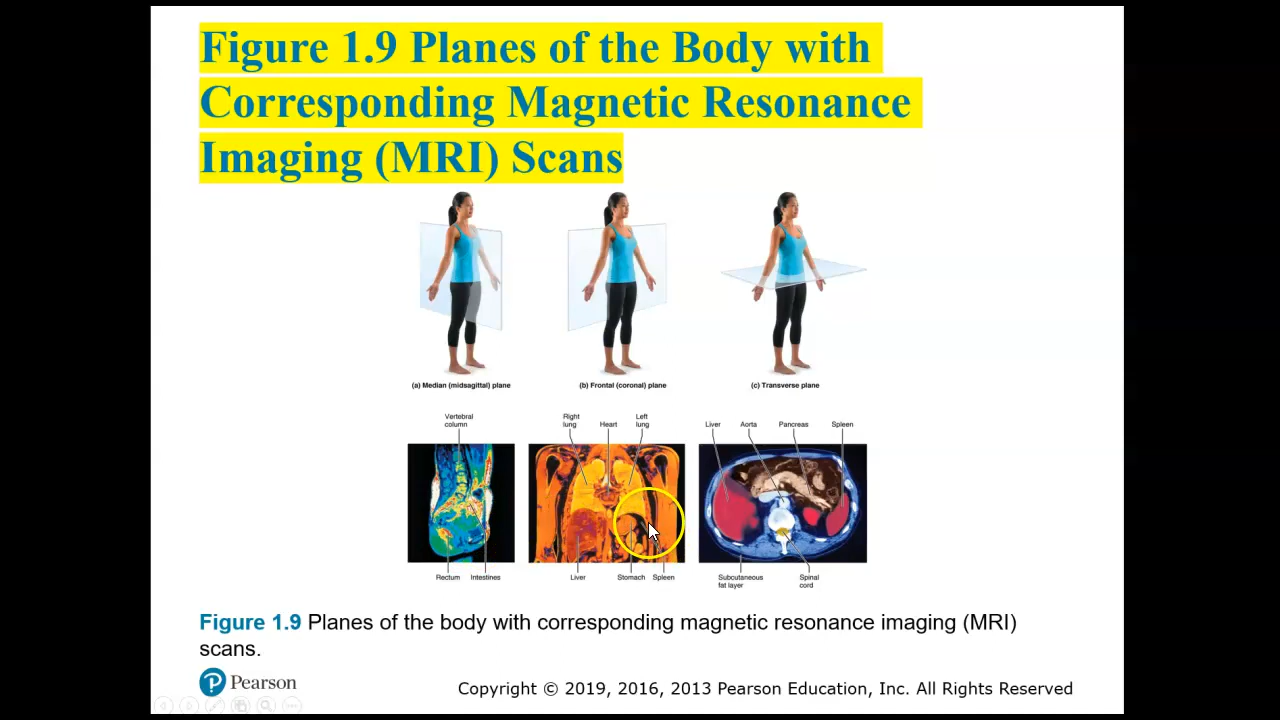 Figure 1.9 Planes of the Body with
Corresponding Magnetic Resonance
Imaging (MRI) Scans
(a) Median (midsagittal) plane
(b) Frontal (coronal) plane
(c) Transverse plane
Vertebral
column
Rectum
Intestines
Right
lung
Heart
Left
lung
Liver
Stomach
Spleen
Liver
Aorta
Pancreas
Spleen
Subcutaneous
fat layer
Spinal
cord
Figure 1.9 Planes of the body with corresponding magnetic resonance imaging (MRI)
scans.
P Pearson
Copyright © 2019, 2016, 2013 Pearson Education, Inc. All Rights Reserved